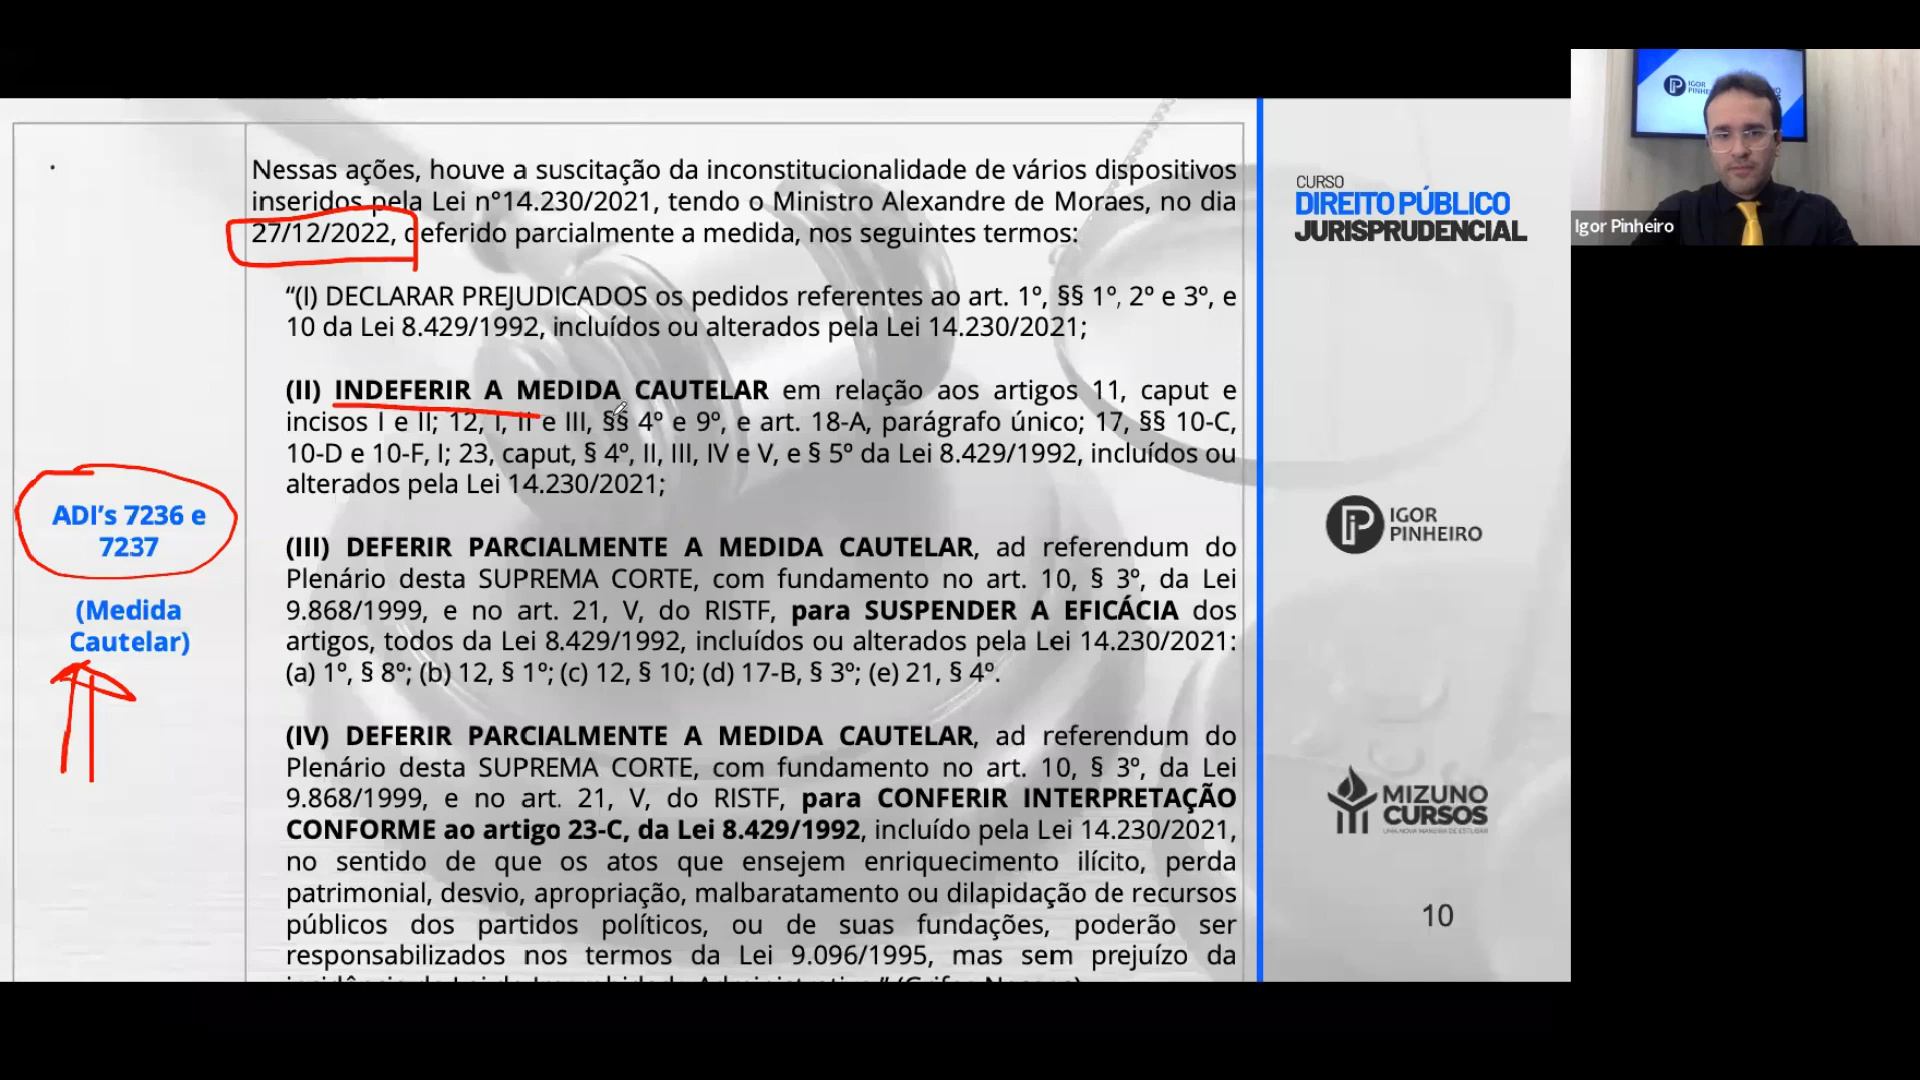 Nessas ações, houve a suscitação da inconstitucionalidade de vários dispositivos
inseridos pela Lei n°14.230/2021, tendo o Ministro Alexandre de Moraes, no dia
27/12/2022, deferido parcialmente a medida, nos seguintes termos:
“(I) DECLARAR PREJUDICADOS os pedidos referentes ao art. 1º, §§ 1º, 2º e 3º, e
10 da Lei 8.429/1992, incluídos ou alterados pela Lei 14.230/2021;
(II) INDEFERIR A MEDIDA CAUTELAR em relação aos artigos 11, caput e
incisos I e II; 12, I, II e III, §§ 4º e 9º, e art. 18-A, parágrafo único; 17, §§ 10-C,
10-D e 10-F, I; 23, caput, § 4º, II, III, IV e V, e § 5º da Lei 8.429/1992, incluídos ou
alterados pela Lei 14.230/2021;
ADI’s 7236 e
7237
(Medida
Cautelar)
(III) DEFERIR PARCIALMENTE A MEDIDA CAUTELAR, ad referendum do
Plenário desta SUPREMA CORTE, com fundamento no art. 10, § 3º, da Lei
9.868/1999, e no art. 21, V, do RISTF, para SUSPENDER A EFICÁCIA dos
artigos, todos da Lei 8.429/1992, incluídos ou alterados pela Lei 14.230/2021:
(a) 1º, § 8º; (b) 12, § 1º; (c) 12, § 10; (d) 17-B, § 3º; (e) 21, § 4º.
(IV) DEFERIR PARCIALMENTE A MEDIDA CAUTELAR, ad referendum do
Plenário desta SUPREMA CORTE, com fundamento no art. 10, § 3º, da Lei
9.868/1999, e no art. 21, V, do RISTF, para CONFERIR INTERPRETAÇÃO
CONFORME ao artigo 23-C, da Lei 8.429/1992, incluído pela Lei 14.230/2021,
no sentido de que os atos que ensejem enriquecimento ilícito, perda
patrimonial, desvio, apropriação, malbaratamento ou dilapidação de recursos
públicos dos partidos políticos, ou de suas fundações, poderão ser
responsabilizados nos termos da Lei 9.096/1995, mas sem prejuízo da
CURSO
DIREITO PÚBLICO
JURISPRUDENCIAL
IGOR
PINHEIRO
MIZUNO
CURSOS
10
Igor Pinheiro